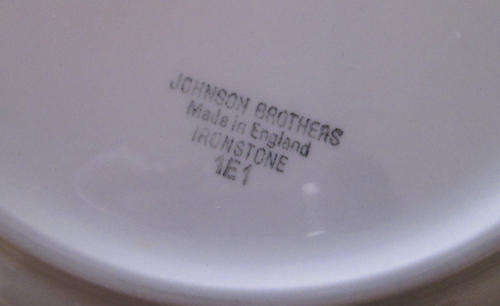 JOHNSON BROTHERS
Made in England
IRONSTONE
1E1